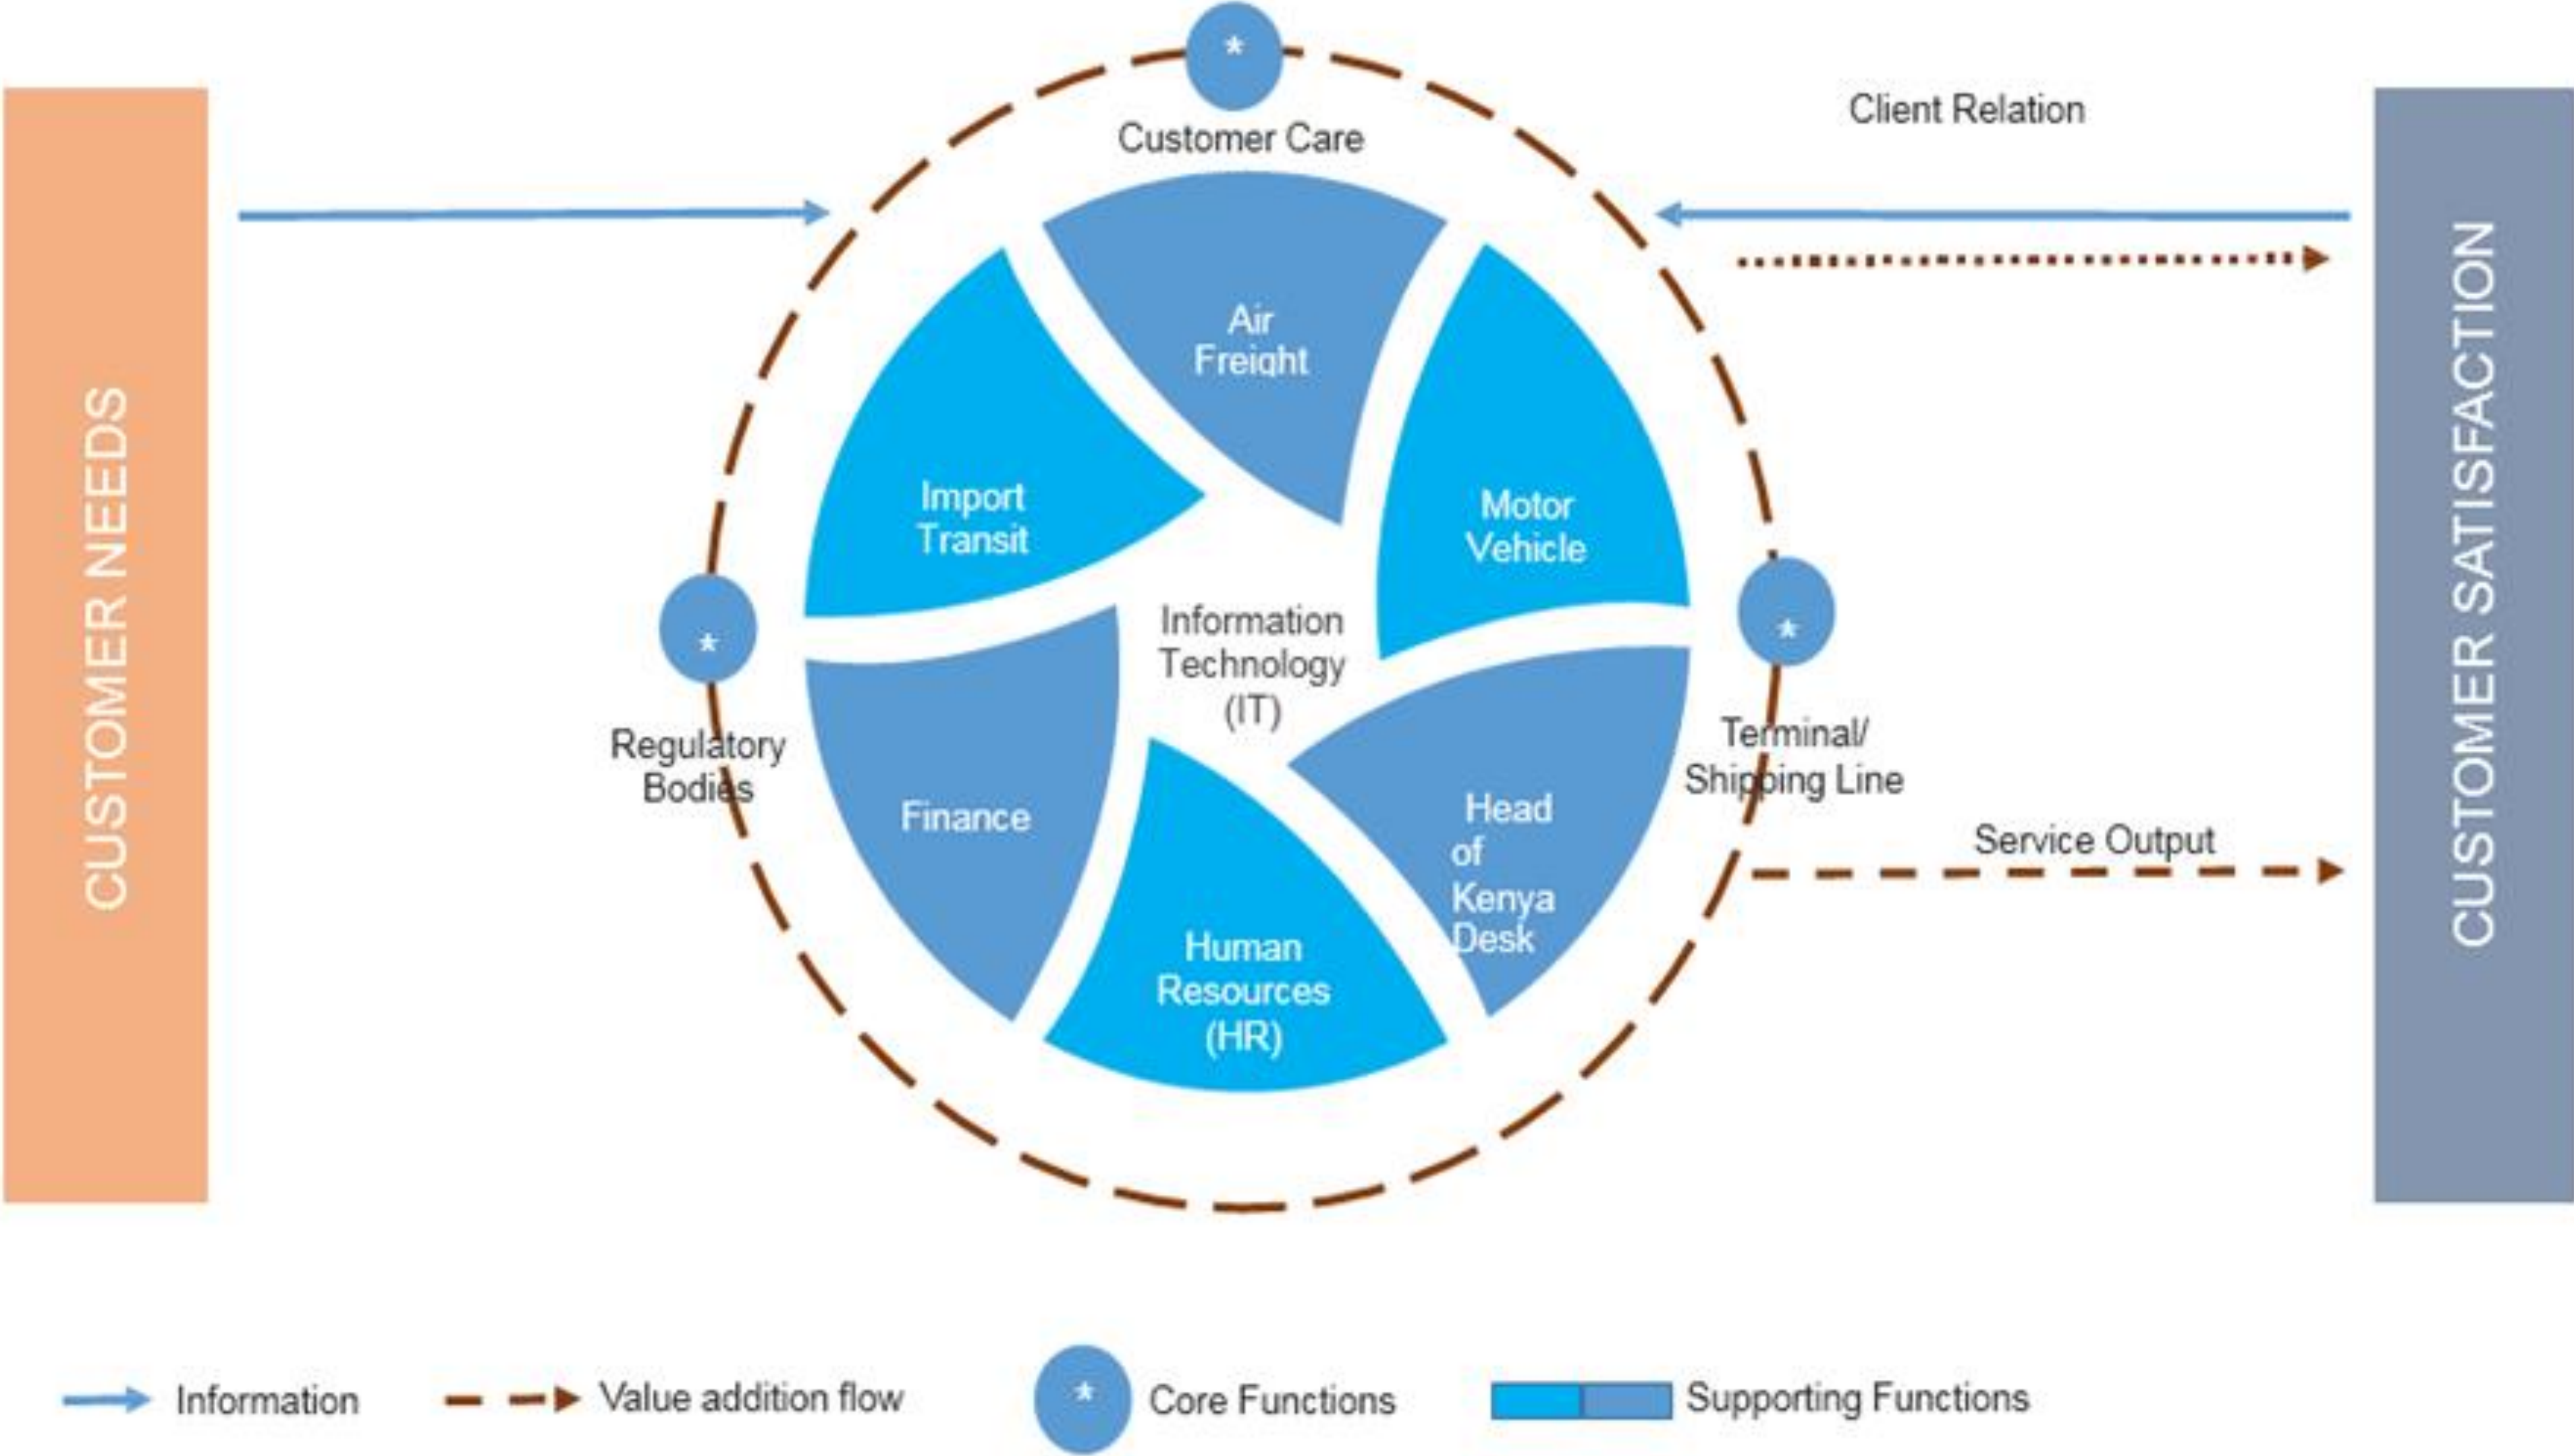 *
Customer Care
Client Relation
CUSTOMER NEEDS
CUSTOMER SATISFACTION
Air
Freight
Import
Transit
Motor
Vehicle
*
*
Information
Technology
(IT)
Regulatory
Bodies
Terminal/
Shipping Line
Finance
Head
of
Kenya
Desk
Service Output
Human
Resources
(HR)
Information
Value addition flow
*
Core Functions
Supporting Functions